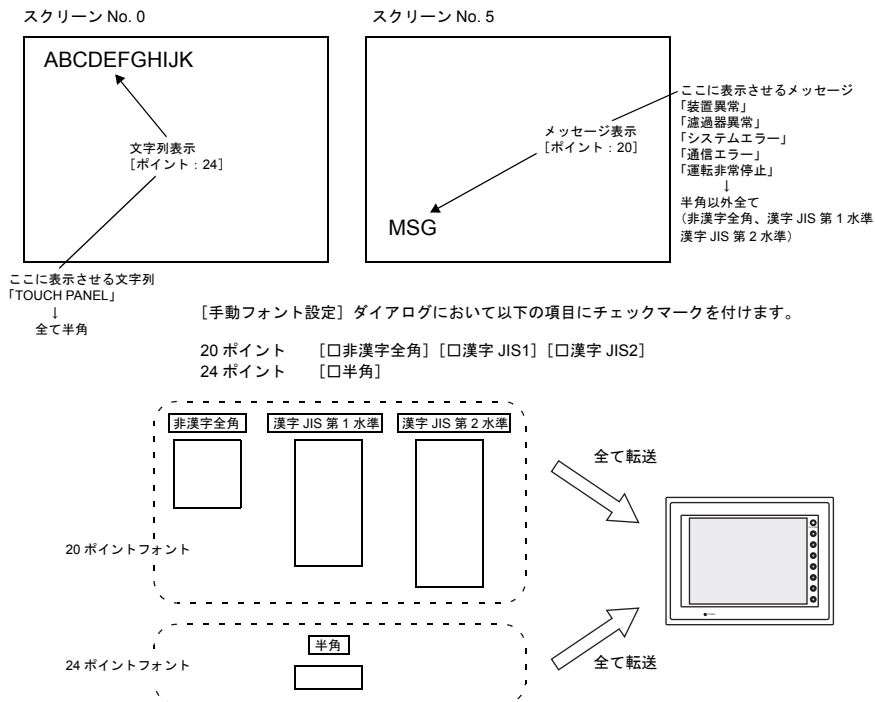 スクリーン No. 0
ABCDEFGHIJK
文字列表示
［ポイント：24］
ここに表示させる文字列
「TOUCH PANEL」
↓
全て半角
スクリーン No. 5
メッセージ表示
［ポイント：20］
MSG
ここに表示させるメッセージ
「装置異常」
「濾過器異常」
「システムエラー」
「通信エラー」
「運転非常停止」
↓
半角以外全て
（非漢字全角、漢字 JIS 第 1 水準
漢字 JIS 第 2 水準）
［手動フォント設定］ダイアログにおいて以下の項目にチェックマークを付けます。
20 ポイント ［□非漢字全角］［□漢字 JIS1］［□漢字 JIS2］
24 ポイント ［□半角］
非漢字全角 漢字 JIS 第 1 水準 漢字 JIS 第 2 水準
全て転送
20 ポイントフォント
半角
24 ポイントフォント
全て転送